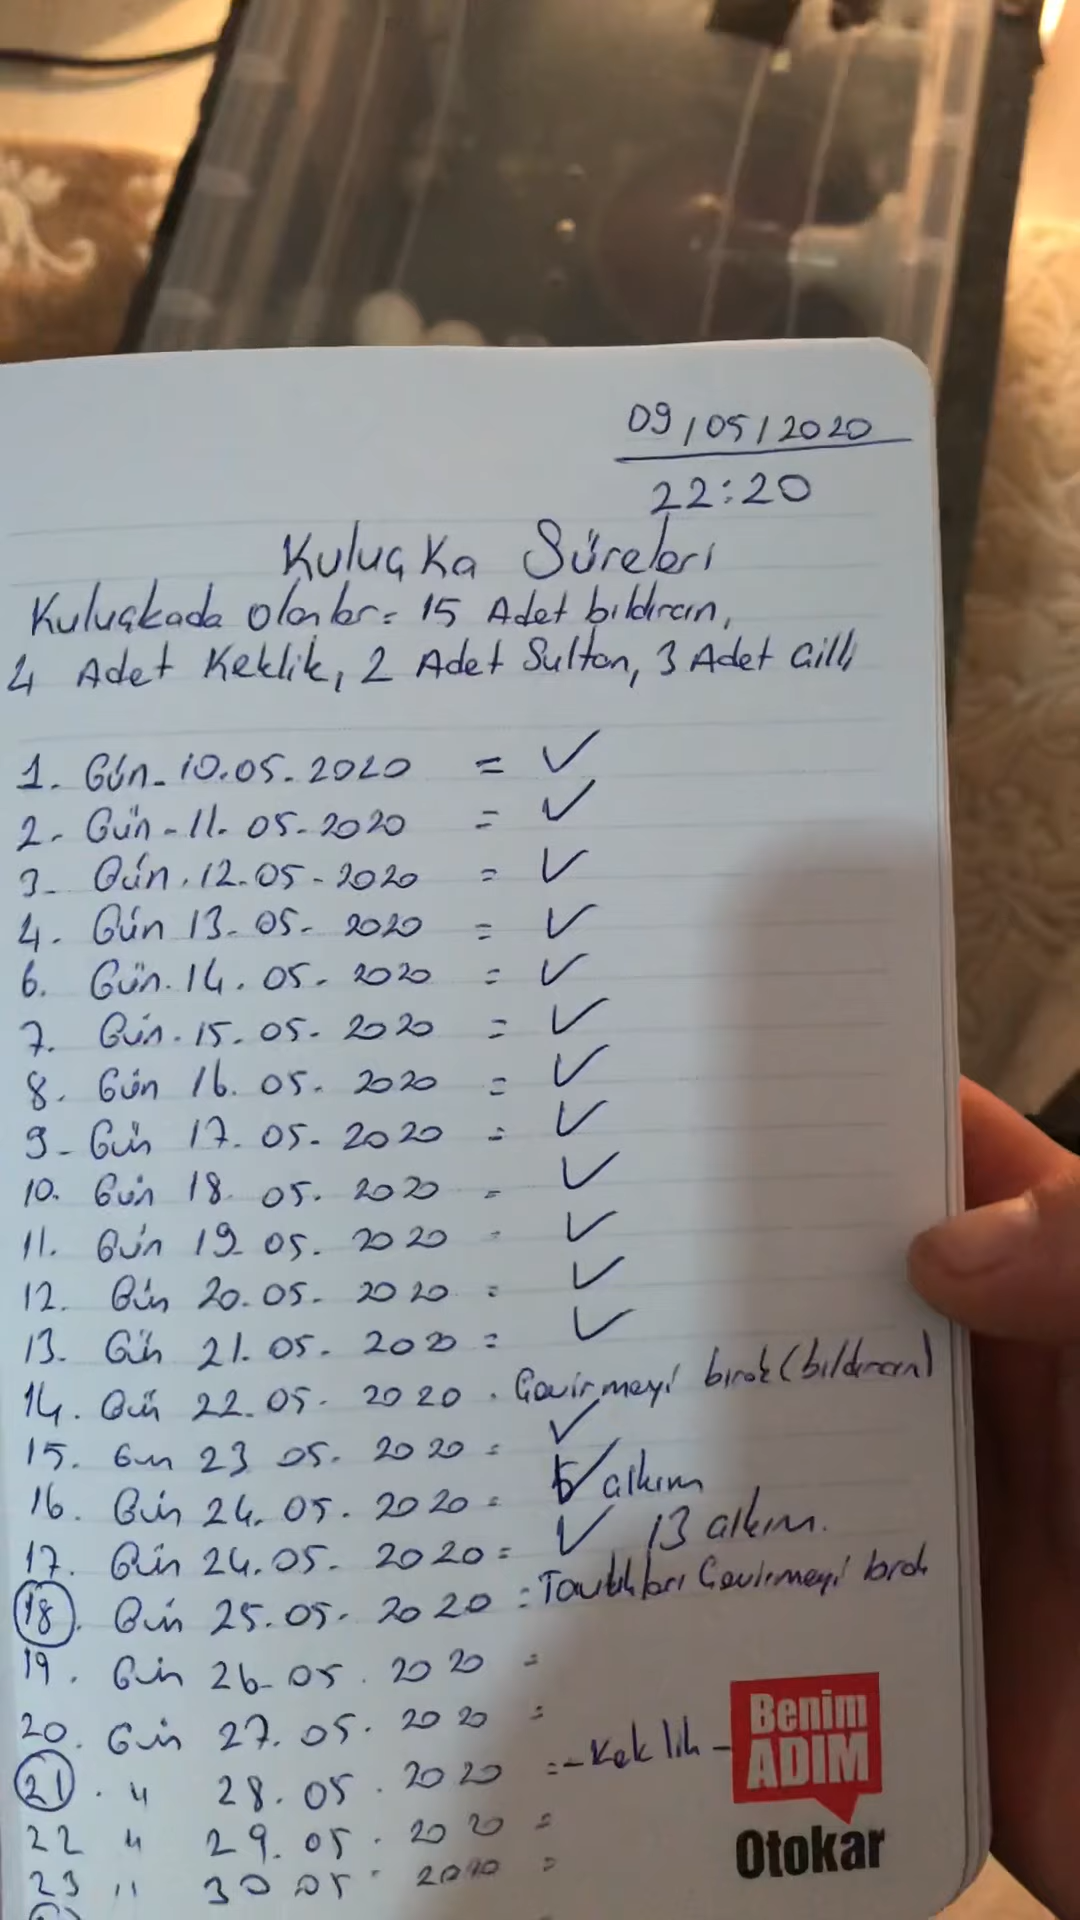 09/05/2020
22:20
Kuluçka Süreleri
Kuluçkada Olanlar= 15 Adet bıldırcın,
4 Adet Keklik, 2 Adet Sultan, 3 Adet Çilli
1. Gün- 10.05.2020 = ✓
2- Gün-11.05-2020 = ✓
3- Gün.12.05-2020 = ✓
4. Gün 13-05-2020 = ✓
6. Gün.14.05.2020 = ✓
7. Gün.15.05-2020 = ✓
8. Gün 16.05.2020 = ✓
9- Gün 17.05-2020 = ✓
10. Gün 18.05.2020 = ✓
11. Gün 19.05.2020 = ✓
12. Gün 20.05-2020 = ✓
13. Gün 21.05.2020 = ✓
14. Gün 22.05.2020 . Çevirmeyi bırak (bıldırcın)
15. Gün 23.05.2020 = ✓
16. Gün 24.05.2020 = 5 ✓ çıkım
17. Gün 24.05-2020 = ✓ 13 çıkım.
18. Gün 25.05.2020 = Tavukları Çevirmeyi bırak
19. Gün 26-05.2020 =
20. Gün 27.05.2020 =
21. " 28.05.2020 =-Keklik-
22 " 29.05.2020 =
23 " 30.05.2020 =
Benim
ADIM
Otokar